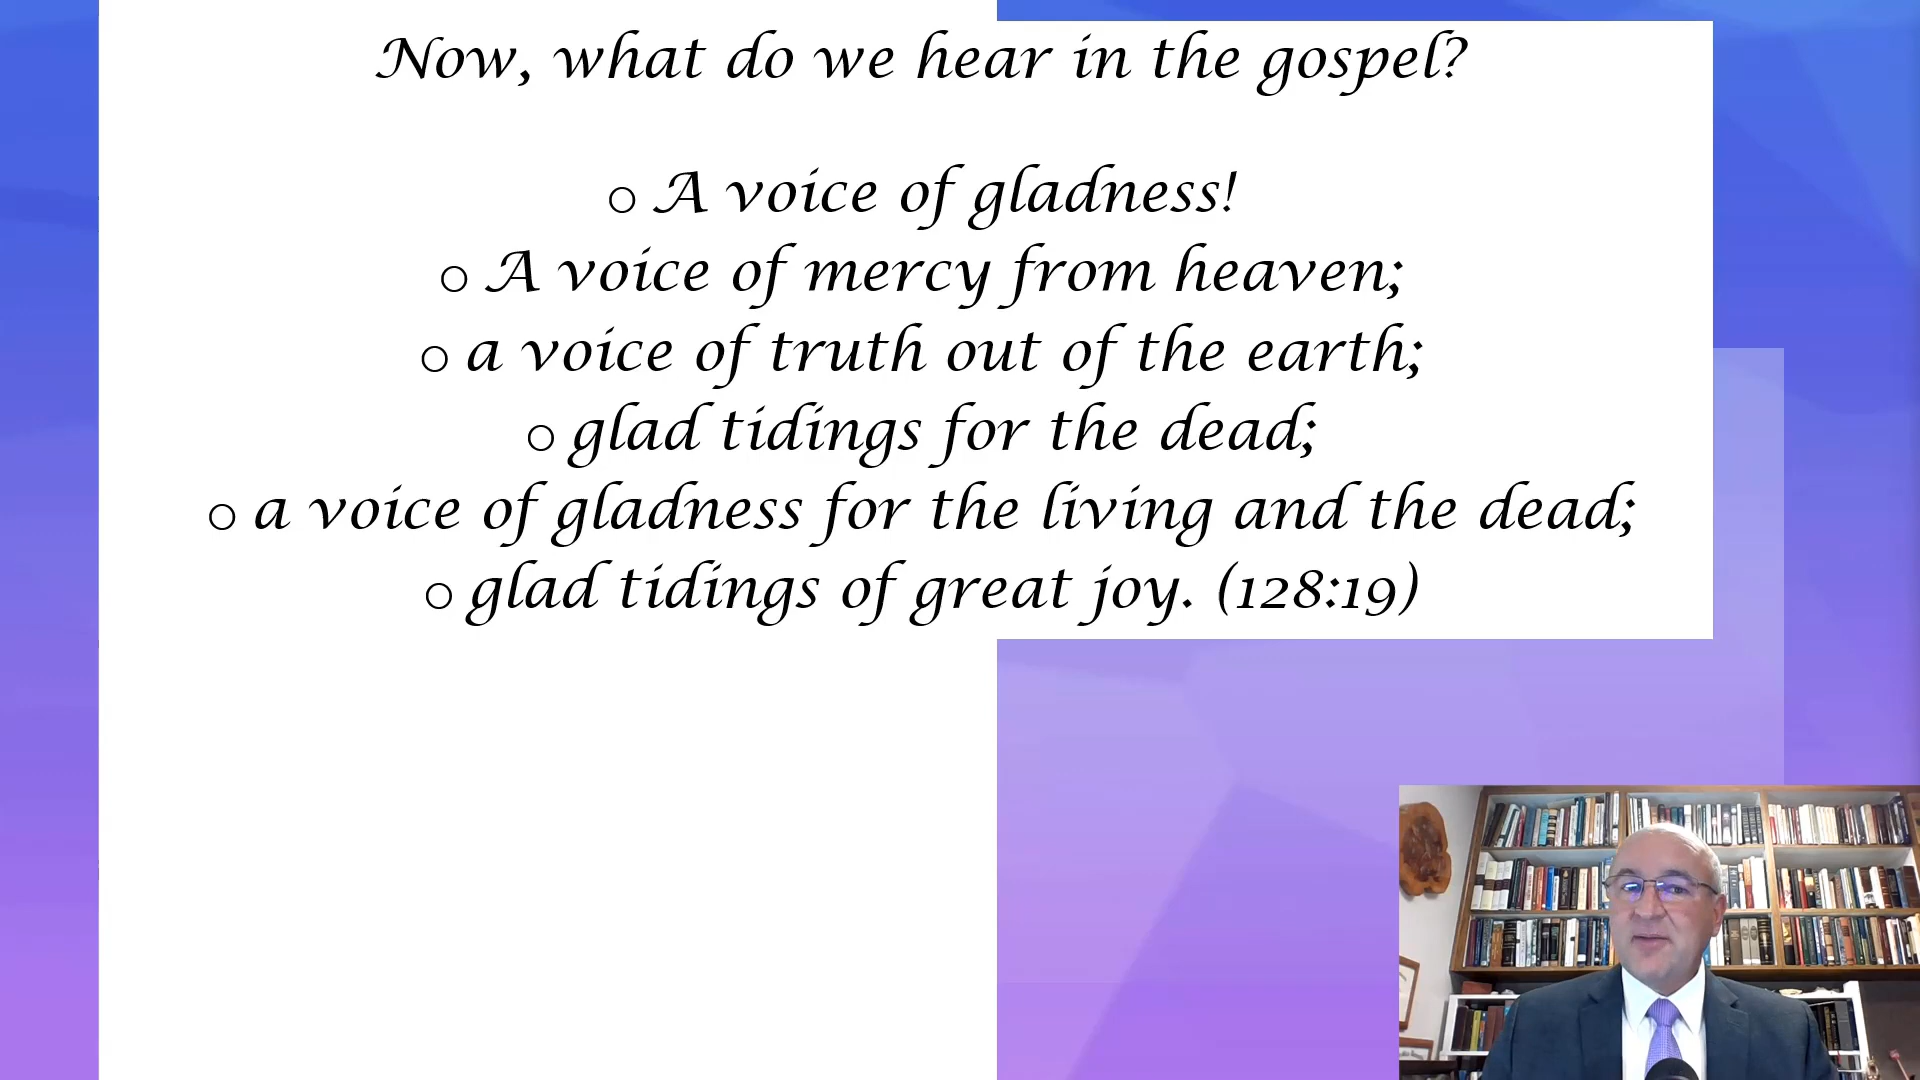 Now, what do we hear in the gospel?
o A voice of gladness!
o A voice of mercy from heaven;
o a voice of truth out of the earth;
o glad tidings for the dead;
o a voice of gladness for the living and the dead;
o glad tidings of great joy. (128:19)